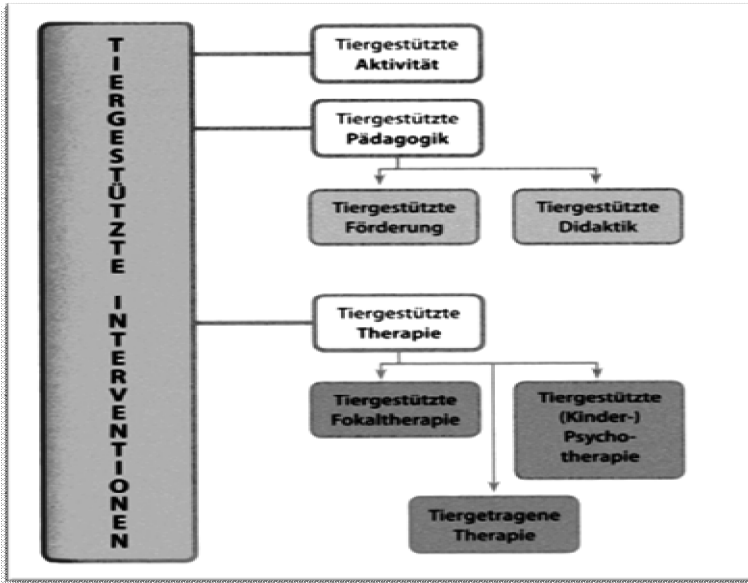 TIERGESTÜTZTE INTERVENTIONEN
Tiergestützte
Aktivität
Tiergestützte
Pädagogik
Tiergestützte
Förderung
Tiergestützte
Didaktik
Tiergestützte
Therapie
Tiergestützte
Fokaltherapie
Tiergestützte
(Kinder-)
Psycho-
therapie
Tiergetragene
Therapie